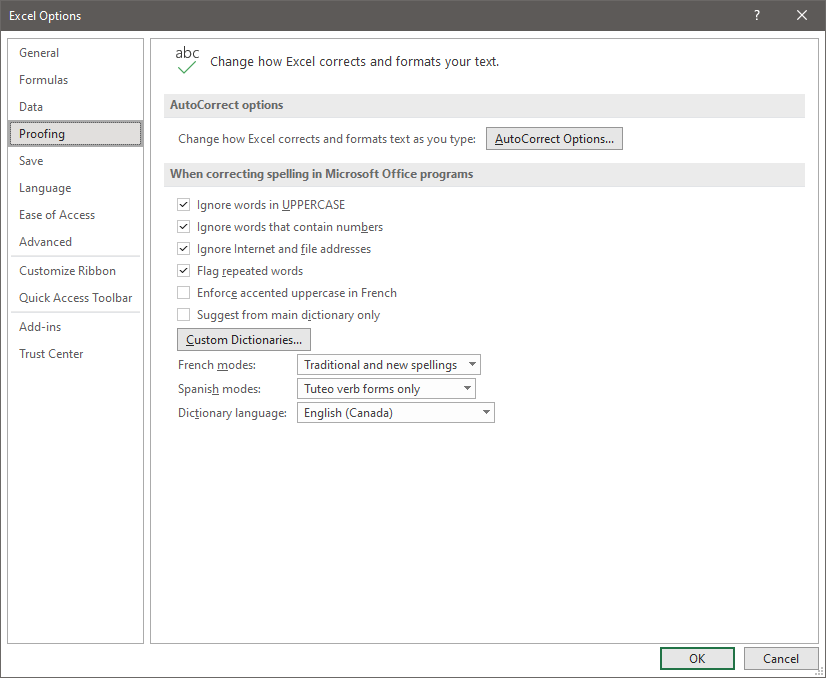 Excel Options
?
General
Formulas
Data
Proofing
Save
Language
Ease of Access
Advanced
Customize Ribbon
Quick Access Toolbar
Add-ins
Trust Center
abc
Change how Excel corrects and formats your text.
AutoCorrect options
Change how Excel corrects and formats text as you type: AutoCorrect Options...
When correcting spelling in Microsoft Office programs
Ignore words in UPPERCASE
Ignore words that contain numbers
Ignore Internet and file addresses
Flag repeated words
Enforce accented uppercase in French
Suggest from main dictionary only
Custom Dictionaries...
French modes: Traditional and new spellings
Spanish modes: Tuteo verb forms only
Dictionary language: English (Canada)
OK Cancel